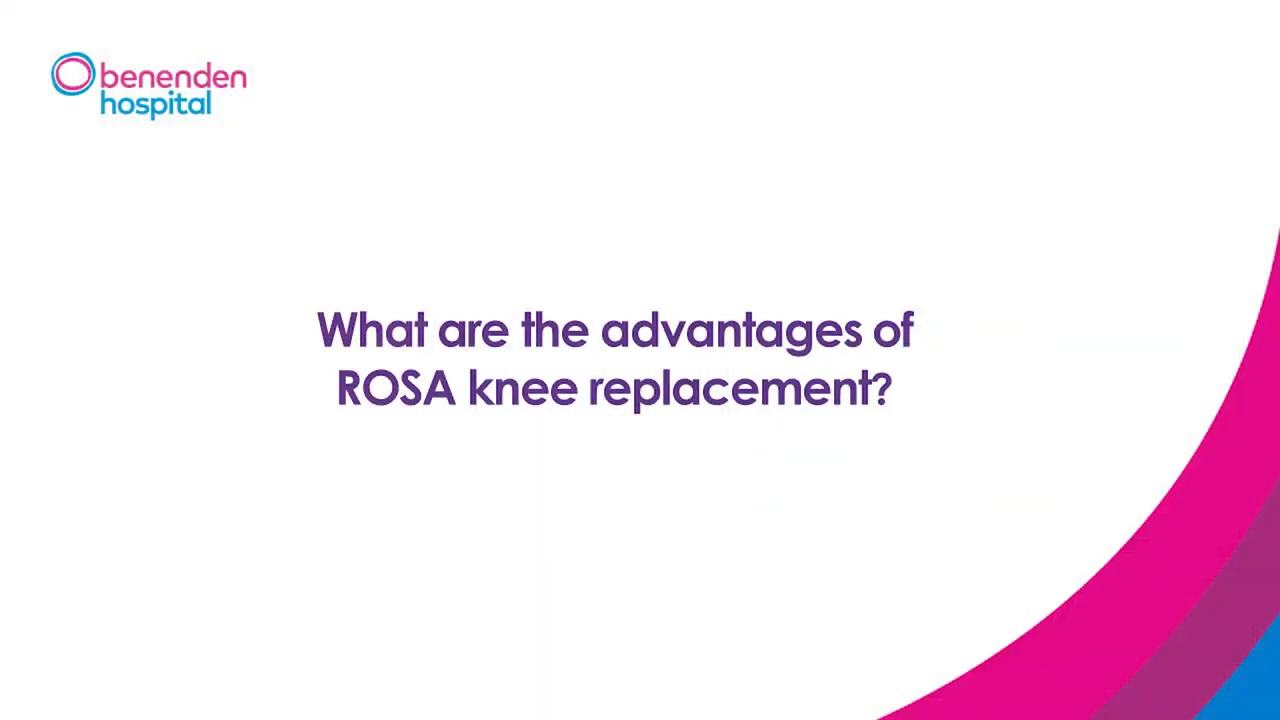 benenden
hospital
What are the advantages of
ROSA knee replacement?